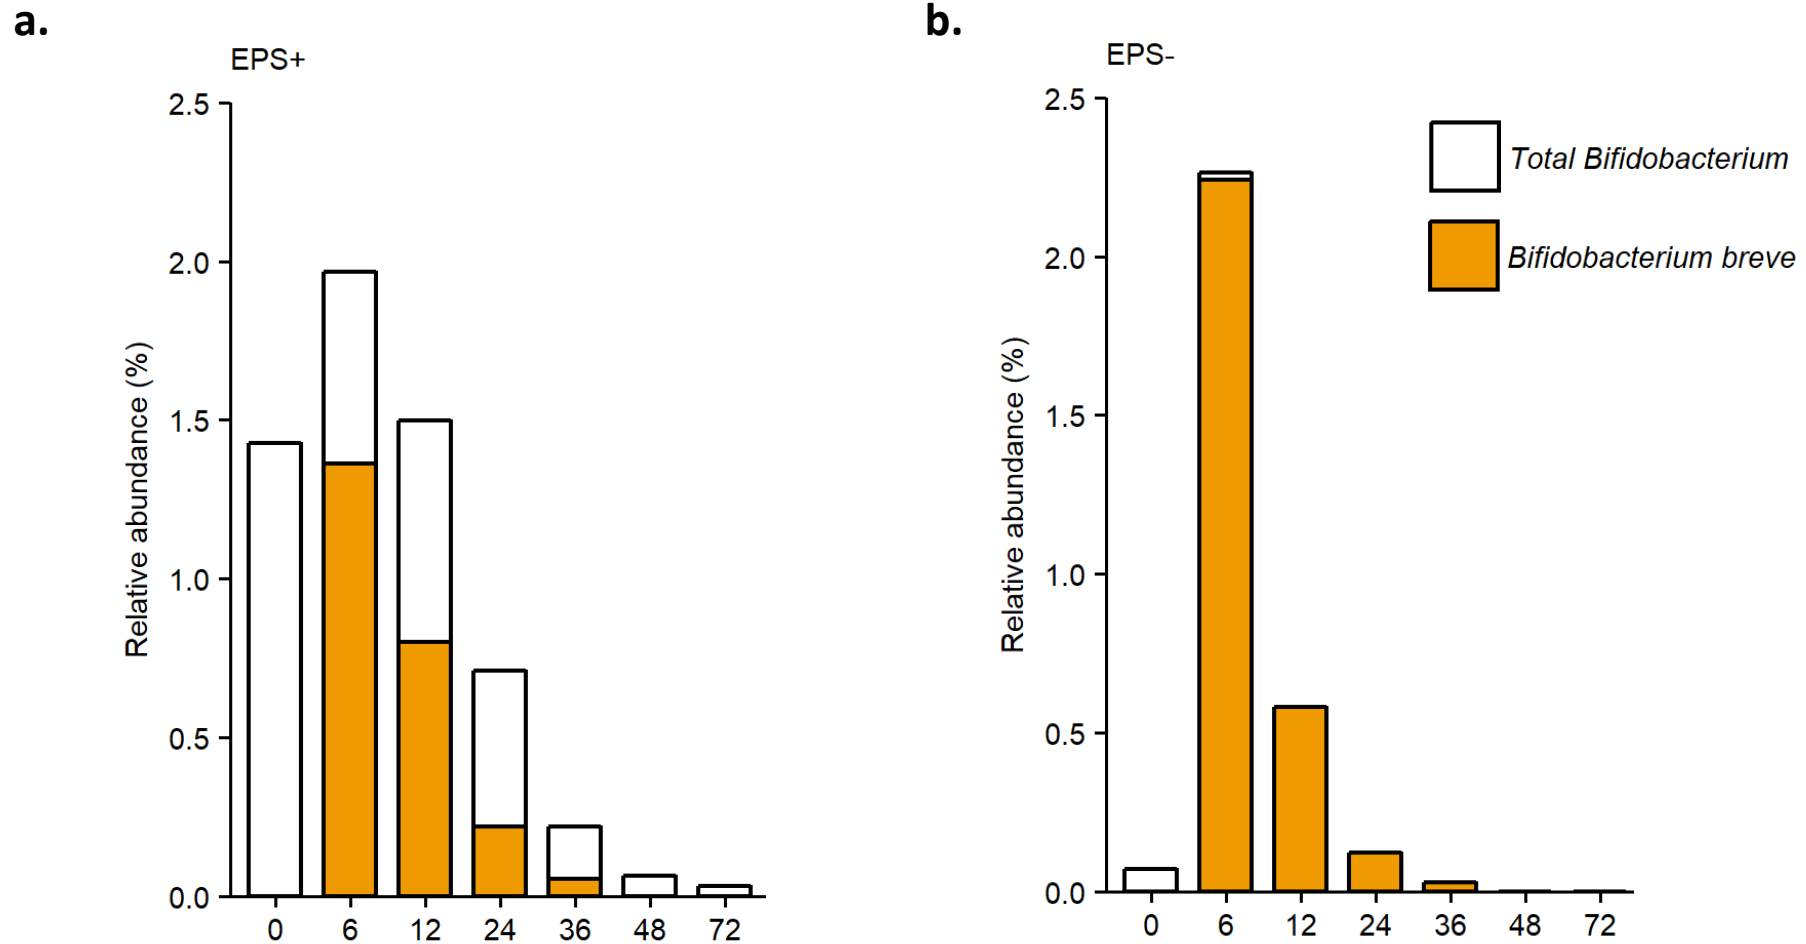 a.
EPS+
2.5
2.0
1.5
1.0
0.5
0.0
Relative abundance (%)
0 6 12 24 36 48 72
b.
EPS-
2.5
2.0
1.5
1.0
0.5
0.0
Relative abundance (%)
0 6 12 24 36 48 72
Total Bifidobacterium
Bifidobacterium breve